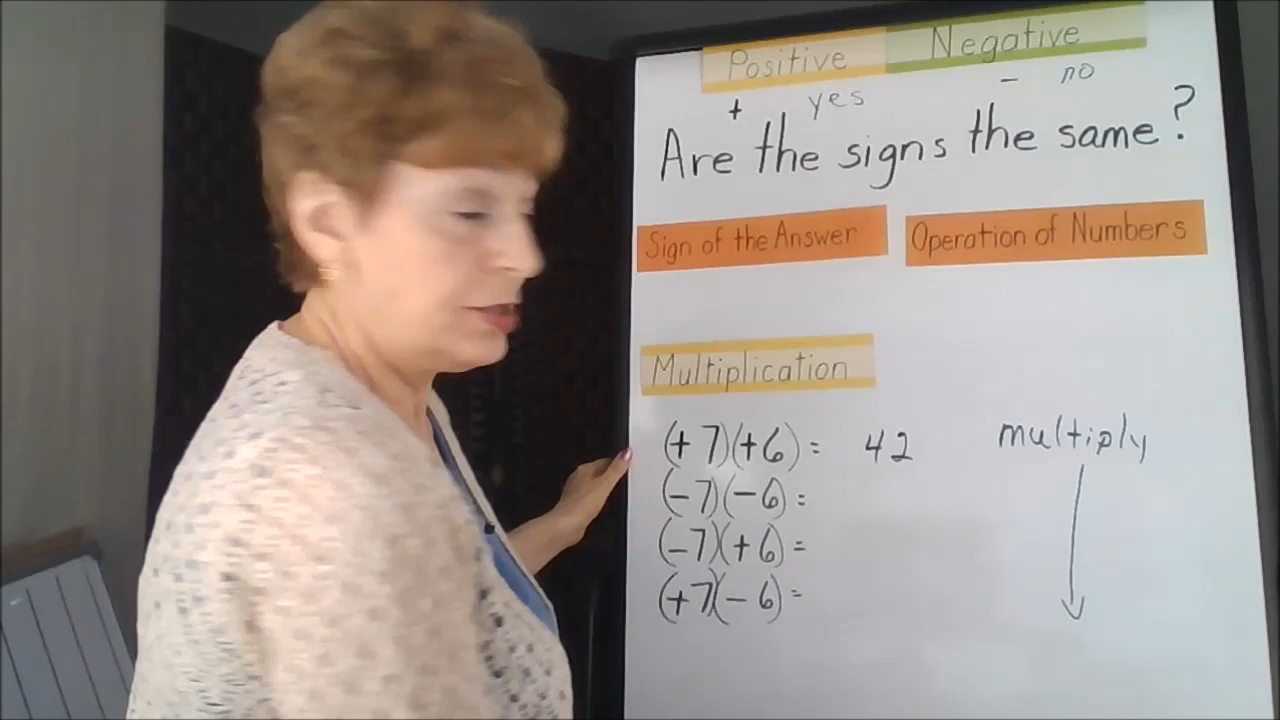 Positive Negative
+ yes - no
Are the signs the same?
Sign of the Answer Operation of Numbers
Multiplication
(+7)(+6) = 42 multiply
(-7)(-6) =
(-7)(+6) =
(+7)(-6) =